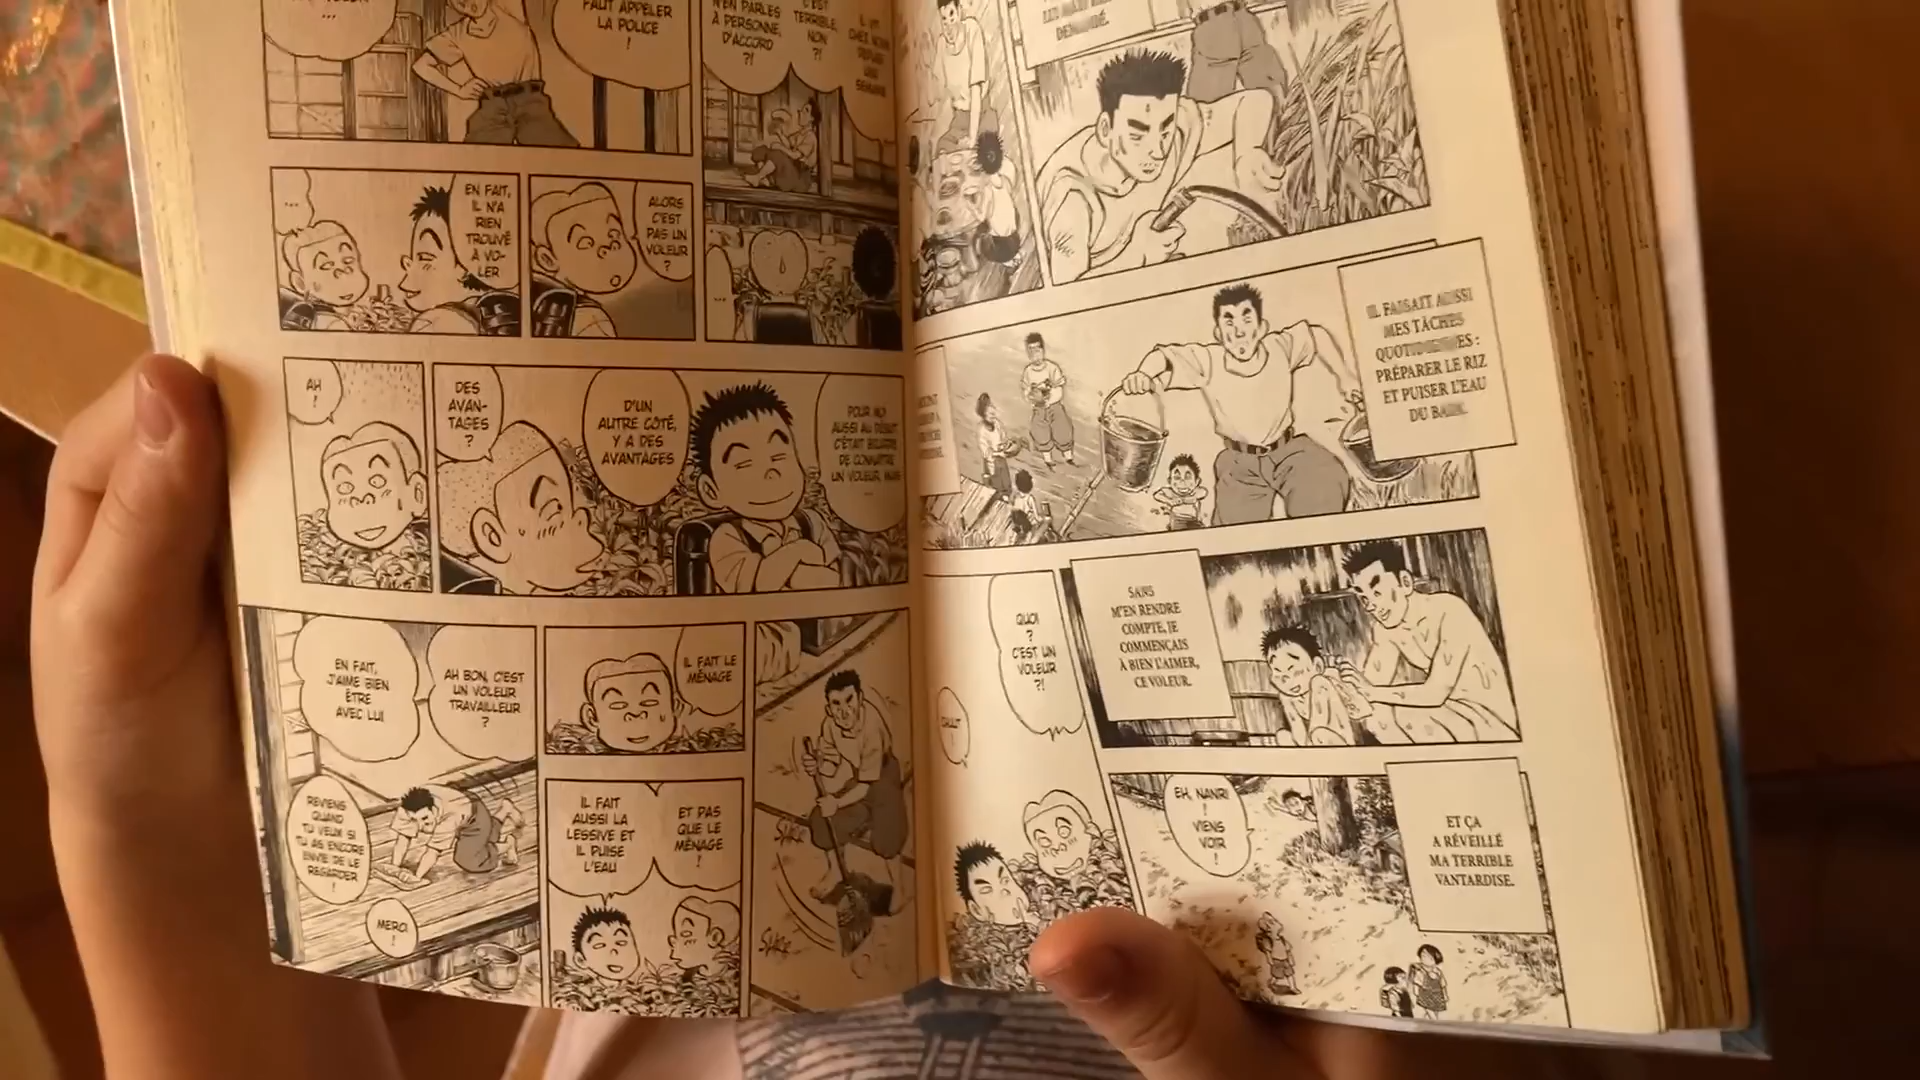 DEMANDÉ.
IL FAISAIT AUSSI
MES TÂCHES
QUOTIDIENNES :
PRÉPARER LE RIZ
ET PUISER L'EAU
DU BAIN.
SANS
M'EN RENDRE
COMPTE, JE
COMMENÇAIS
À BIEN L'AIMER,
CE VOLEUR.
ET ÇA
A RÉVEILLÉ
MA TERRIBLE
VANTARDISE.
EH, NANRI
!
VIENS
VOIR
!
QUOI
?
C'EST UN
VOLEUR
?!
CHUT
!
C'EST
TERRIBLE,
NON
?!
N'EN PARLES
À PERSONNE,
D'ACCORD
?!
FAUT APPELER
LA POLICE
!
...
...
ALORS
C'EST
PAS UN
VOLEUR
?
EN FAIT,
IL N'A
RIEN
TROUVÉ
À VO-
LER
...
POUR MOI
AUSSI AU DÉBUT,
C'ÉTAIT BIZARRE
DE CONNAÎTRE
UN VOLEUR, MAIS
...
D'UN
AUTRE CÔTÉ,
Y A DES
AVANTAGES
DES
AVAN-
TAGES
?
AH
!
IL FAIT LE
MÉNAGE
ET PAS
QUE LE
MÉNAGE
!
IL FAIT
AUSSI LA
LESSIVE ET
IL PUISE
L'EAU
AH BON, C'EST
UN VOLEUR
TRAVAILLEUR
?
EN FAIT,
J'AIME BIEN
ÊTRE
AVEC LUI
REVIENS
QUAND
TU VEUX SI
TU AS ENCORE
ENVIE DE LE
REGARDER
!
MERCI
!